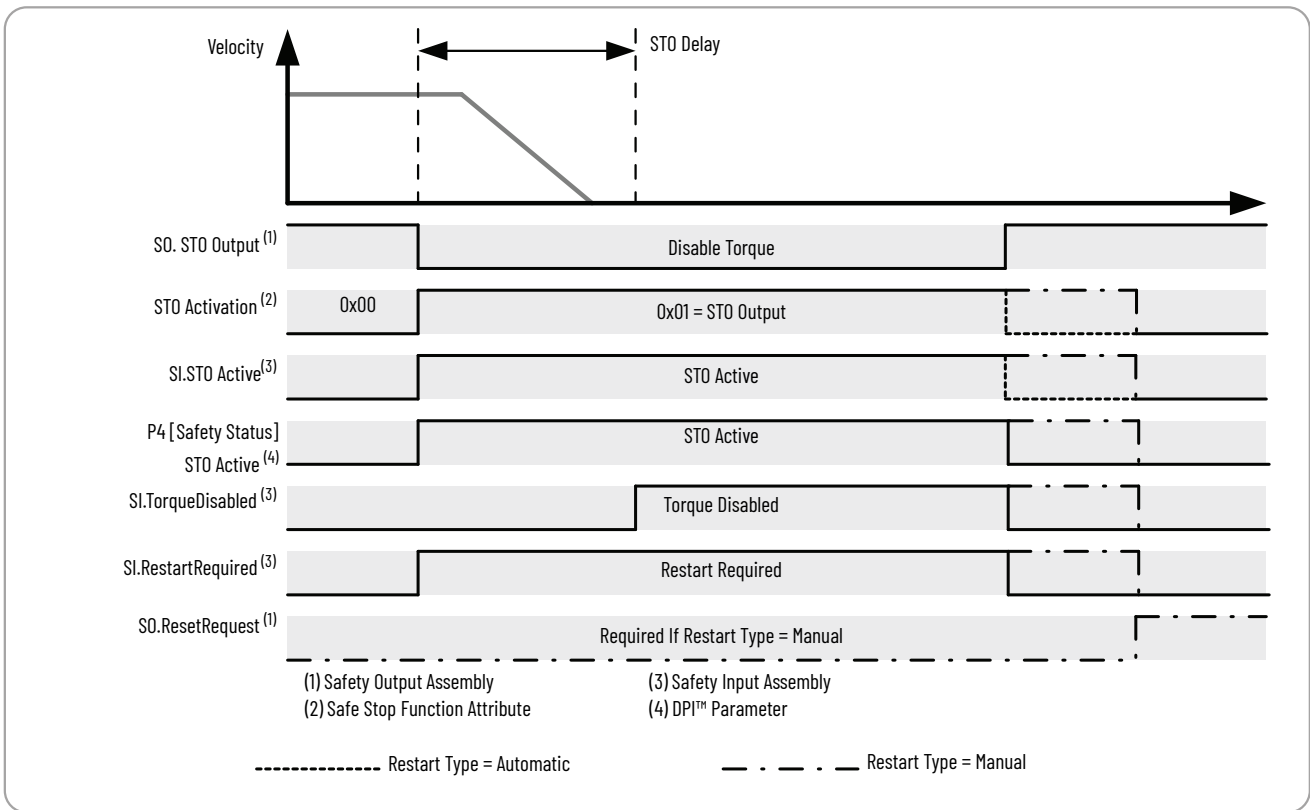 Velocity
STO Delay
SO. STO Output (1)
Disable Torque
STO Activation (2)
0x00
0x01 = STO Output
SI.STO Active(3)
STO Active
P4 [Safety Status]
STO Active (4)
STO Active
SI.TorqueDisabled (3)
Torque Disabled
SI.RestartRequired (3)
Restart Required
SO.ResetRequest (1)
Required If Restart Type = Manual
(1) Safety Output Assembly
(3) Safety Input Assembly
(2) Safe Stop Function Attribute
(4) DPI™ Parameter
Restart Type = Automatic
Restart Type = Manual